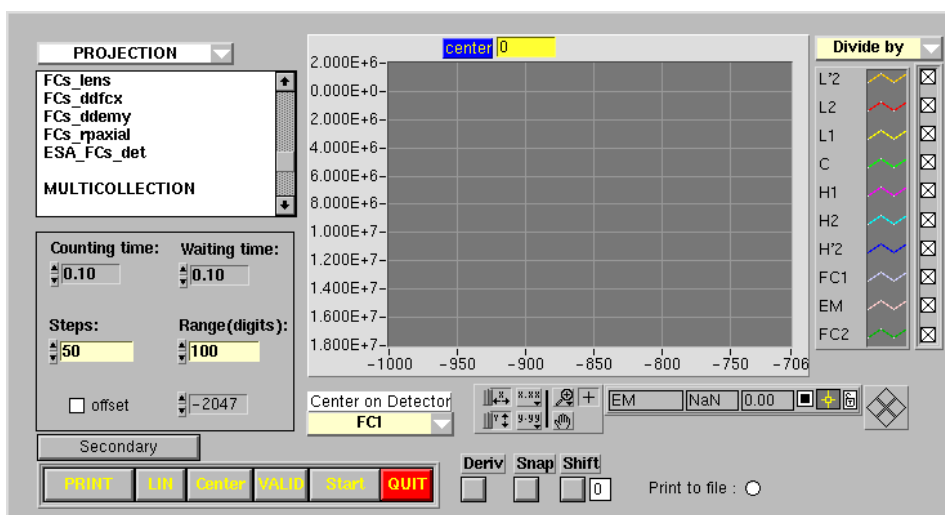 PROJECTION
FCs_lens
FCs_ddfcx
FCs_ddemy
FCs_rpaxial
ESA_FCs_det
MULTICOLLECTION
Counting time:
Waiting time:
0.10
0.10
Steps:
Range(digits):
50
100
offset
-2047
Secondary
PRINT
LIN
Center
VALID
Start
QUIT
center 0
2.000E+6-
0.000E+0-
2.000E+6-
4.000E+6-
6.000E+6-
8.000E+6-
1.000E+7-
1.200E+7-
1.400E+7-
1.600E+7-
1.800E+7-
-1000 -950 -900 -850 -800 -750 -706
Center on Detector
FC1
X
x.xx
Y
y.yy
EM NaN 0.00
Deriv Snap Shift
0
Print to file :
Divide by
L'2
L2
L1
C
H1
H2
H'2
FC1
EM
FC2